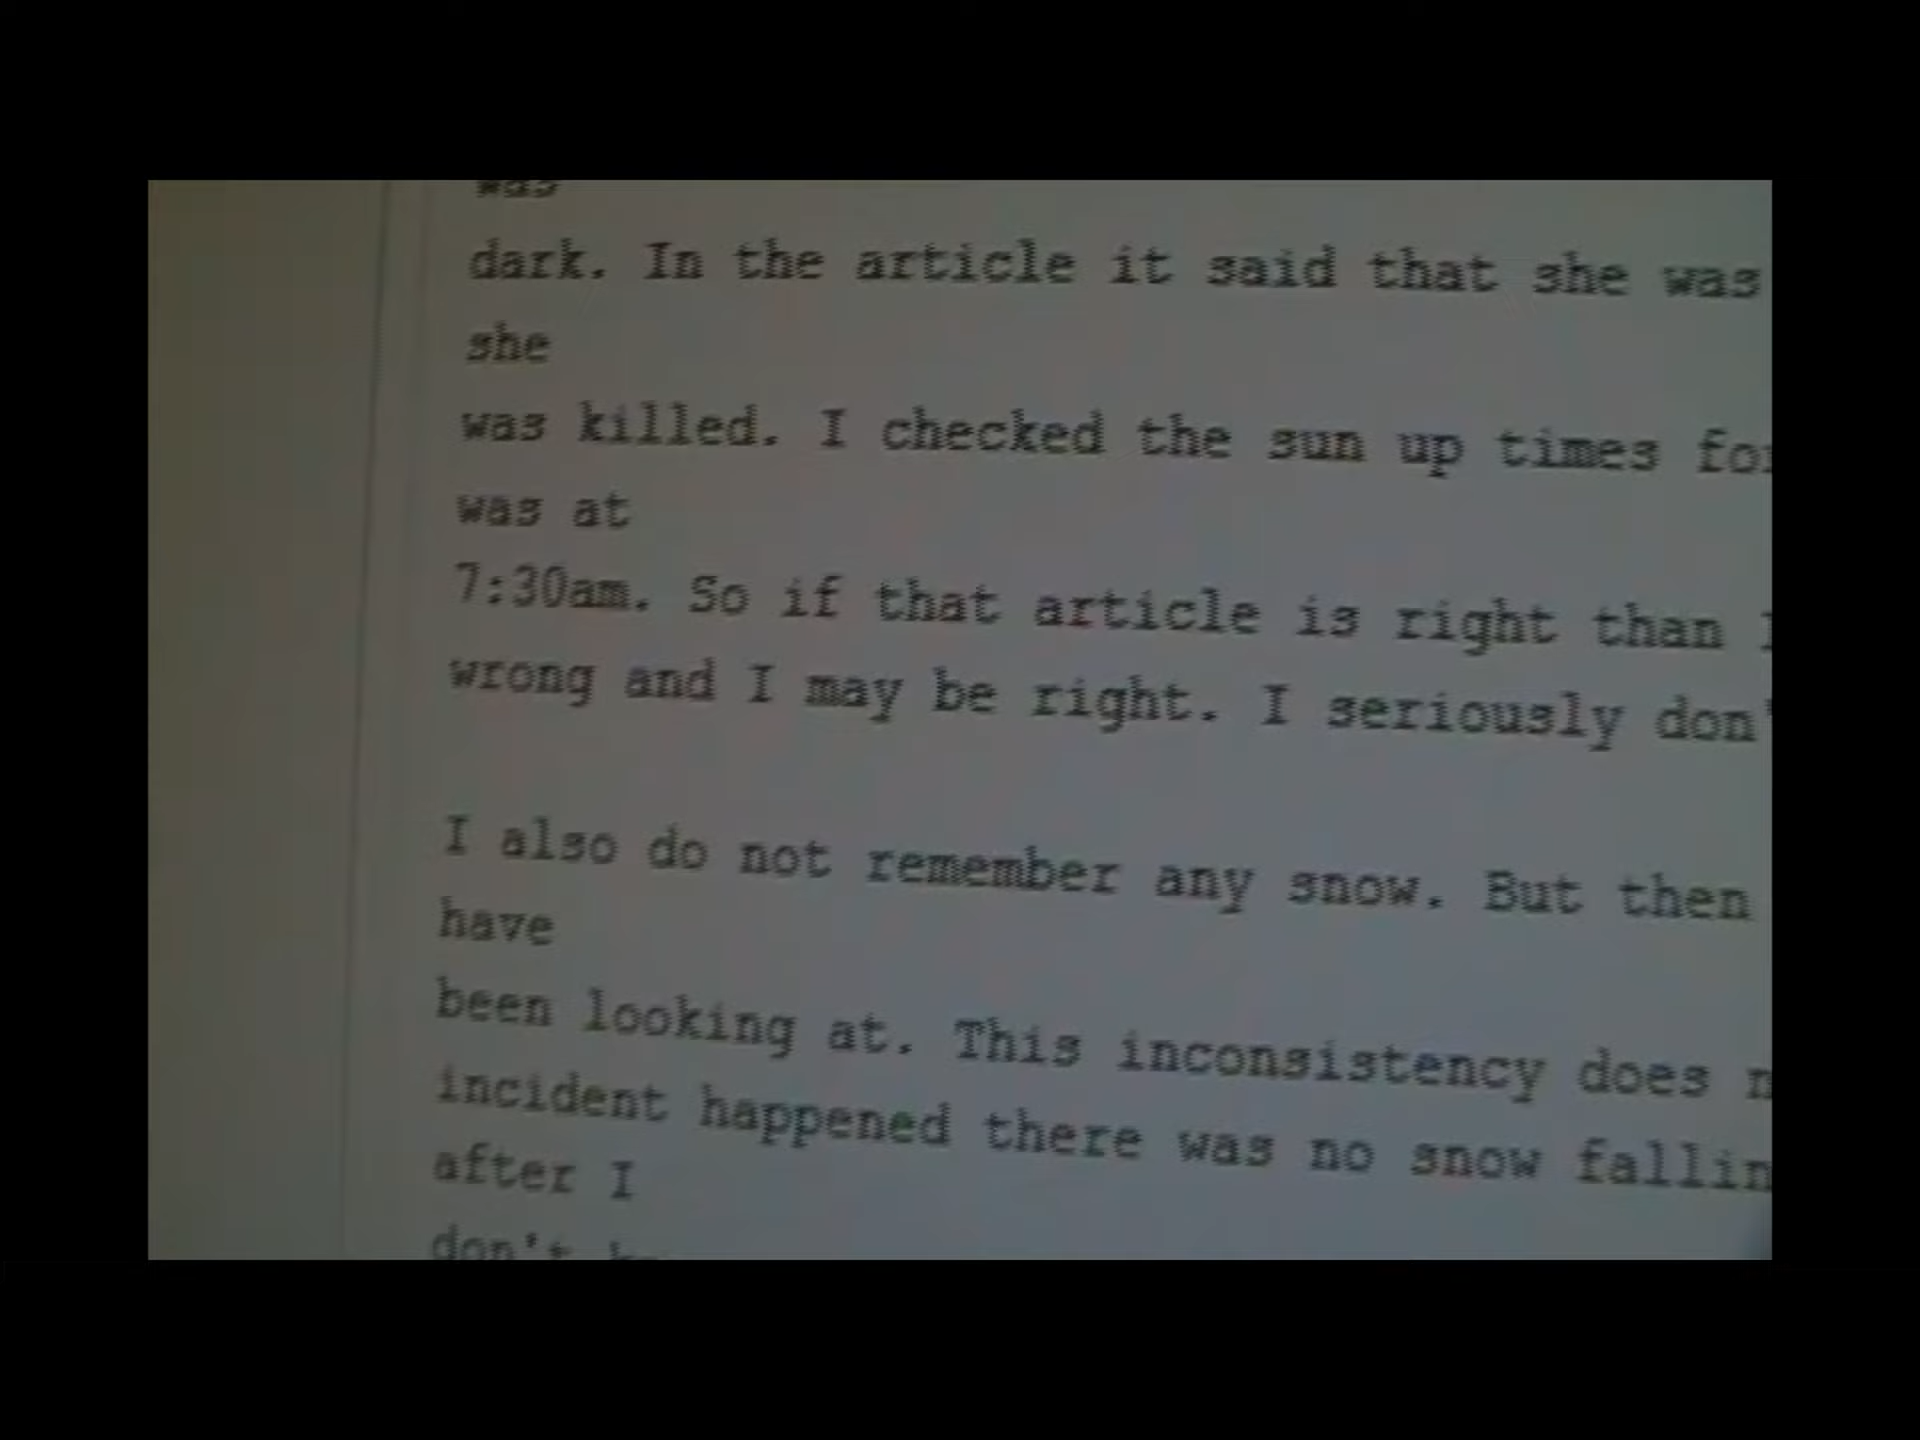 was
dark. In the article it said that she was
she
was killed. I checked the sun up times for
was at
7:30am. So if that article is right than
wrong and I may be right. I seriously don'
I also do not remember any snow. But then
have
been looking at. This inconsistency does
incident happened there was no snow fallin
after I
don't